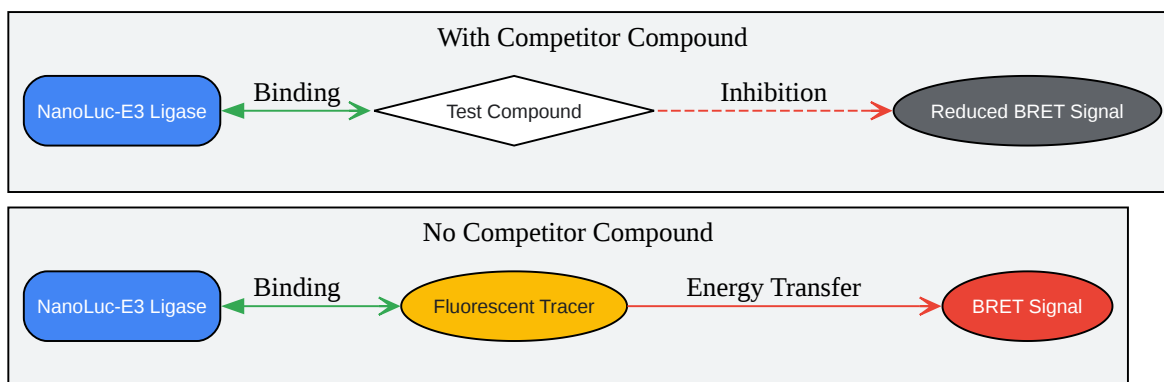 With Competitor Compound
NanoLuc-E3 Ligase
Binding
Test Compound
Inhibition
Reduced BRET Signal
No Competitor Compound
NanoLuc-E3 Ligase
Binding
Fluorescent Tracer
Energy Transfer
BRET Signal